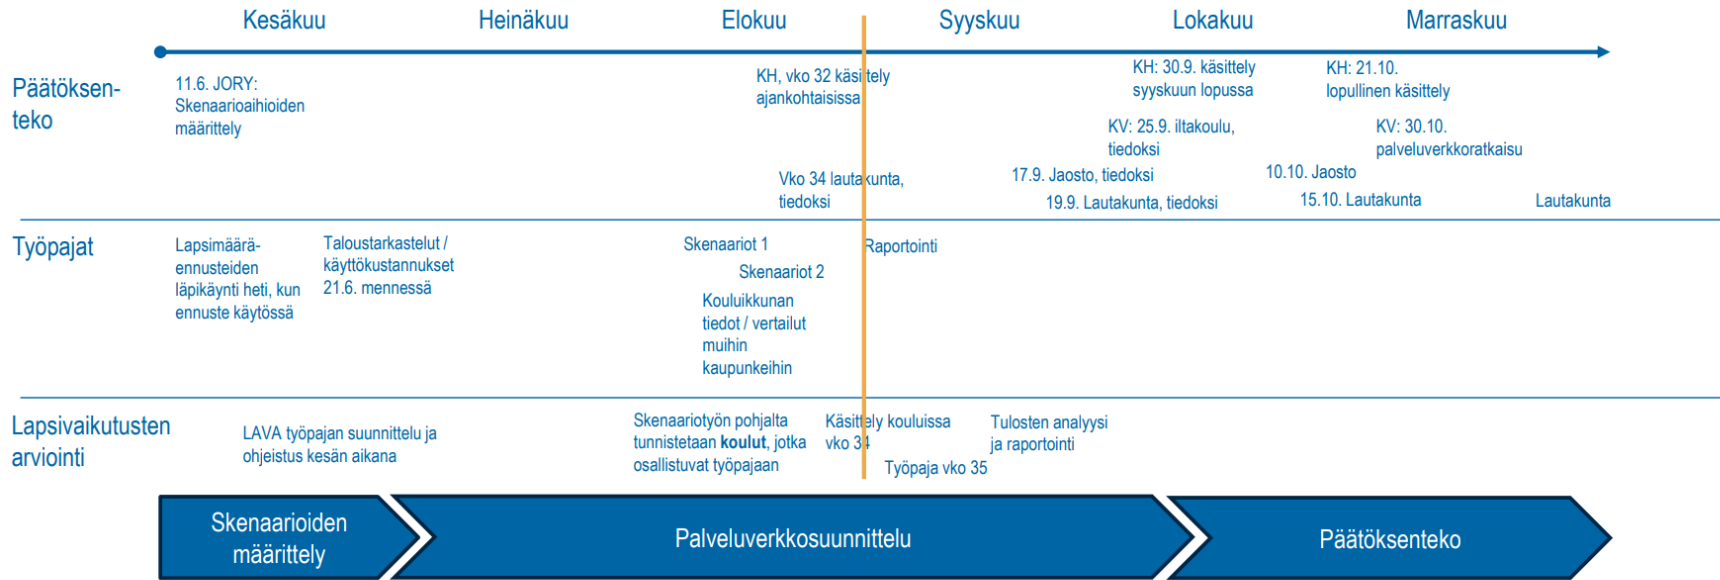 Kesäkuu
Heinäkuu
Elokuu
Syyskuu
Lokakuu
Marraskuu
Päätöksen-
teko
11.6. JORY:
Skenaarioaihioiden
määrittely
KH, vko 32 käsittely
ajankohtaisissa
Vko 34 lautakunta,
tiedoksi
KH: 30.9. käsittely
syyskuun lopussa
KV: 25.9. iltakoulu,
tiedoksi
17.9. Jaosto, tiedoksi
19.9. Lautakunta, tiedoksi
KH: 21.10.
lopullinen käsittely
KV: 30.10.
palveluverkkoratkaisu
10.10. Jaosto
15.10. Lautakunta
Lautakunta
Työpajat
Lapsimäärä-
ennusteiden
läpikäynti heti, kun
ennuste käytössä
Taloustarkastelut /
käyttökustannukset
21.6. mennessä
Skenaariot 1
Skenaariot 2
Kouluikkunan
tiedot / vertailut
muihin
kaupunkeihin
Raportointi
Lapsivaikutusten
arviointi
LAVA työpajan suunnittelu ja
ohjeistus kesän aikana
Skenaariotyön pohjalta
tunnistetaan koulut, jotka
osallistuvat työpajaan
Käsittely kouluissa
vko 34
Työpaja vko 35
Tulosten analyysi
ja raportointi
Skenaarioiden
määrittely
Palveluverkkosuunnittelu
Päätöksenteko